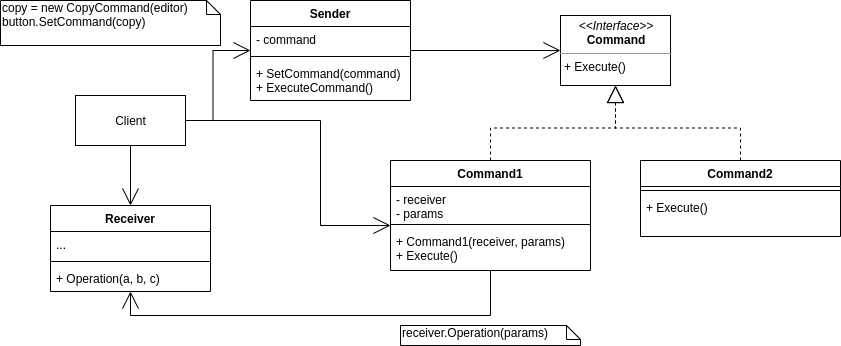 copy = new CopyCommand(editor)
button.SetCommand(copy)
Sender
- command
+ SetCommand(command)
+ ExecuteCommand()
<<Interface>>
Command
+ Execute()
Client
Receiver
...
+ Operation(a, b, c)
Command1
- receiver
- params
+ Command1(receiver, params)
+ Execute()
Command2
+ Execute()
receiver.Operation(params)